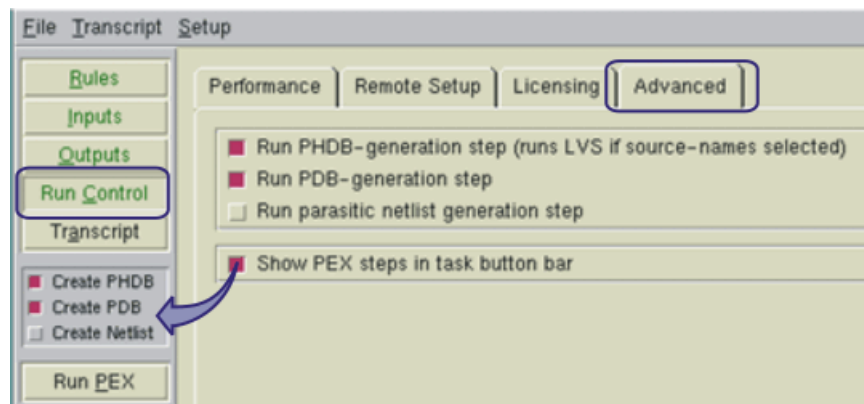 File Transcript Setup
Rules
Inputs
Outputs
Run Control
Transcript
Create PHDB
Create PDB
Create Netlist
Run PEX
Performance Remote Setup Licensing Advanced
Run PHDB-generation step (runs LVS if source-names selected)
Run PDB-generation step
Run parasitic netlist generation step
Show PEX steps in task button bar